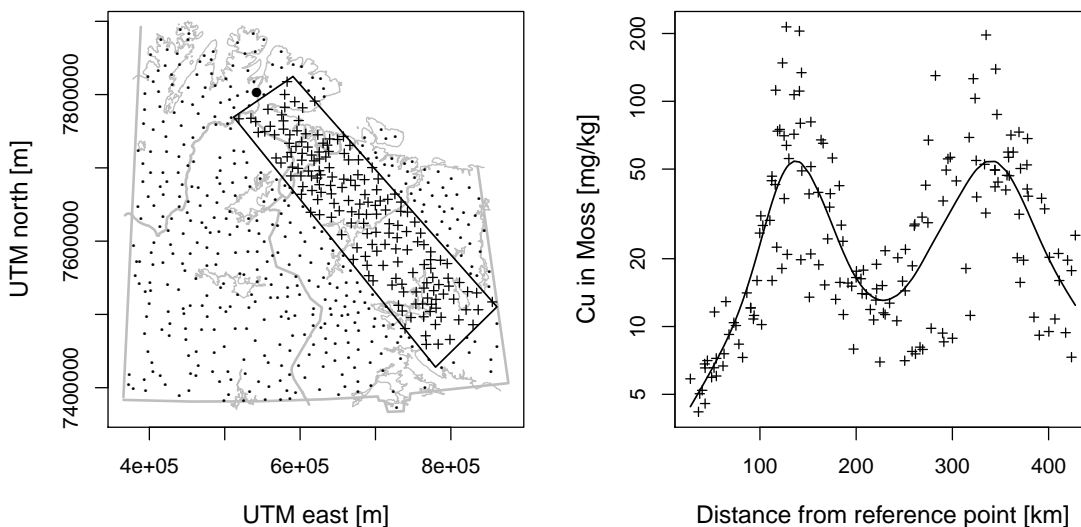 7400000 7600000 7800000
UTM north [m]
4e+05 6e+05 8e+05
UTM east [m]
5 10 20 50 100 200
Cu in Moss [mg/kg]
100 200 300 400
Distance from reference point [km]